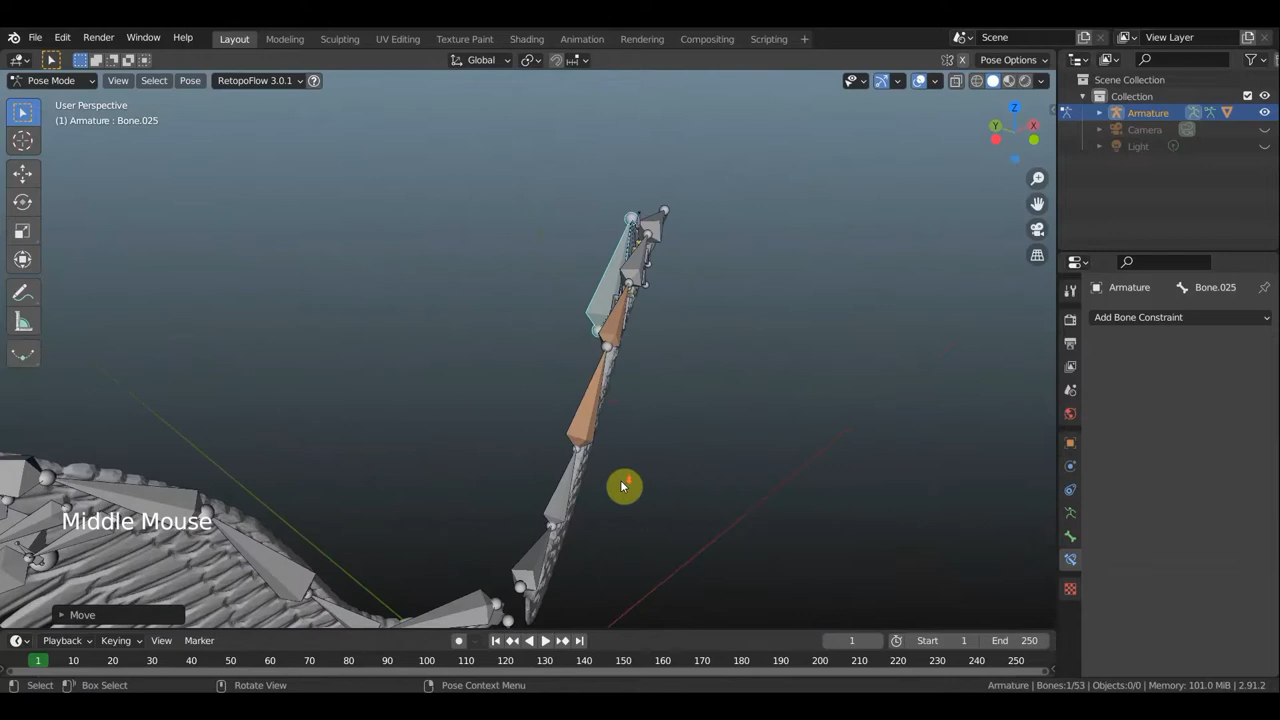 File Edit Render Window Help Layout Modeling Sculpting UV Editing Texture Paint Shading Animation Rendering Compositing Scripting + Scene View Layer
Global Pose Options
Pose Mode View Select Pose RetopoFlow 3.0.1
User Perspective
(1) Armature : Bone.025
Scene Collection
Collection
Armature
Camera
Light
Z
Y X
Armature Bone.025
Add Bone Constraint
Middle Mouse
Move
Playback Keying View Marker 1 Start 1 End 250
1 10 20 30 40 50 60 70 80 90 100 110 120 130 140 150 160 170 180 190 200 210 220 230 240 250
Select Box Select Rotate View Pose Context Menu Armature | Bones:1/53 | Objects:0/0 | Memory: 101.0 MiB | 2.91.2